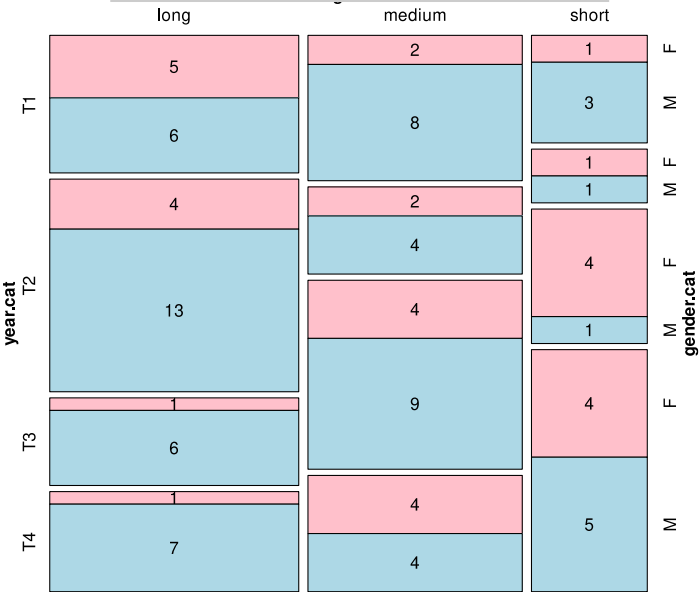 long medium short
T1 5 2 1 F
6 8 3 M
T2 4 2 1 F
13 4 1 M
T3 1 4 4 F
6 9 1 M
T4 1 4 4 F
7 4 5 M
year.cat
gender.cat